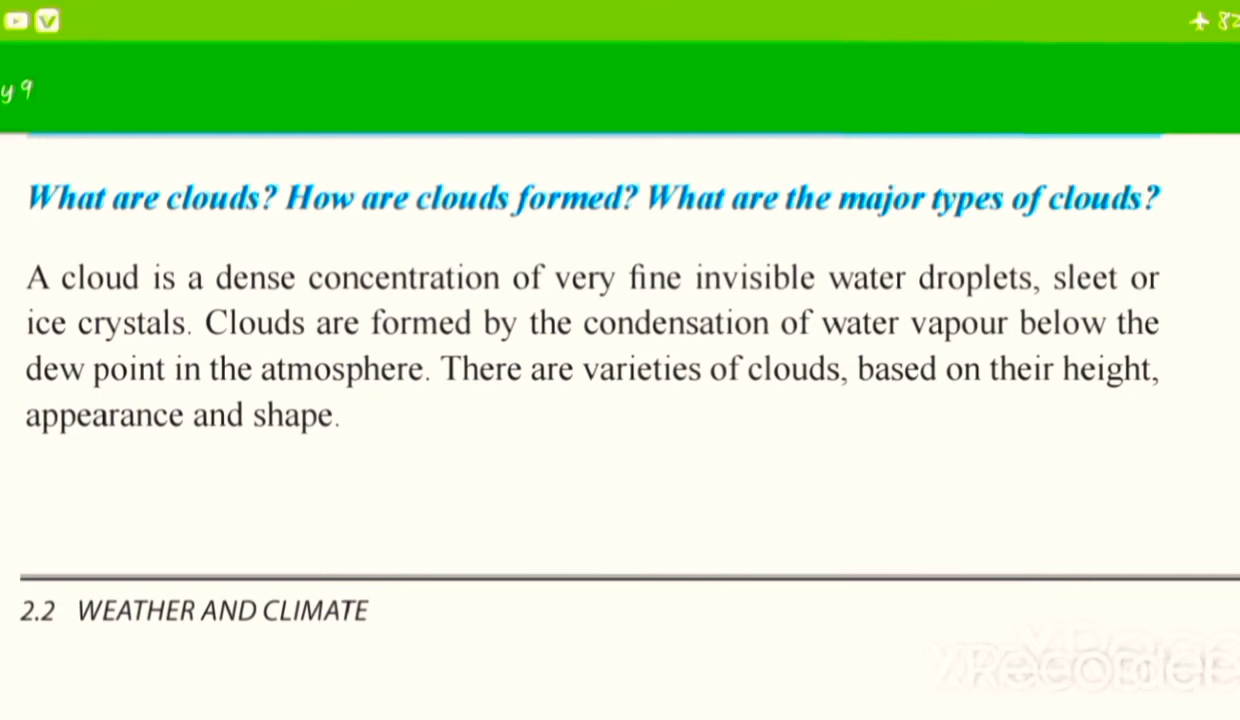 82
y 9
What are clouds? How are clouds formed? What are the major types of clouds?
A cloud is a dense concentration of very fine invisible water droplets, sleet or
ice crystals. Clouds are formed by the condensation of water vapour below the
dew point in the atmosphere. There are varieties of clouds, based on their height,
appearance and shape.
2.2 WEATHER AND CLIMATE
XRecorder